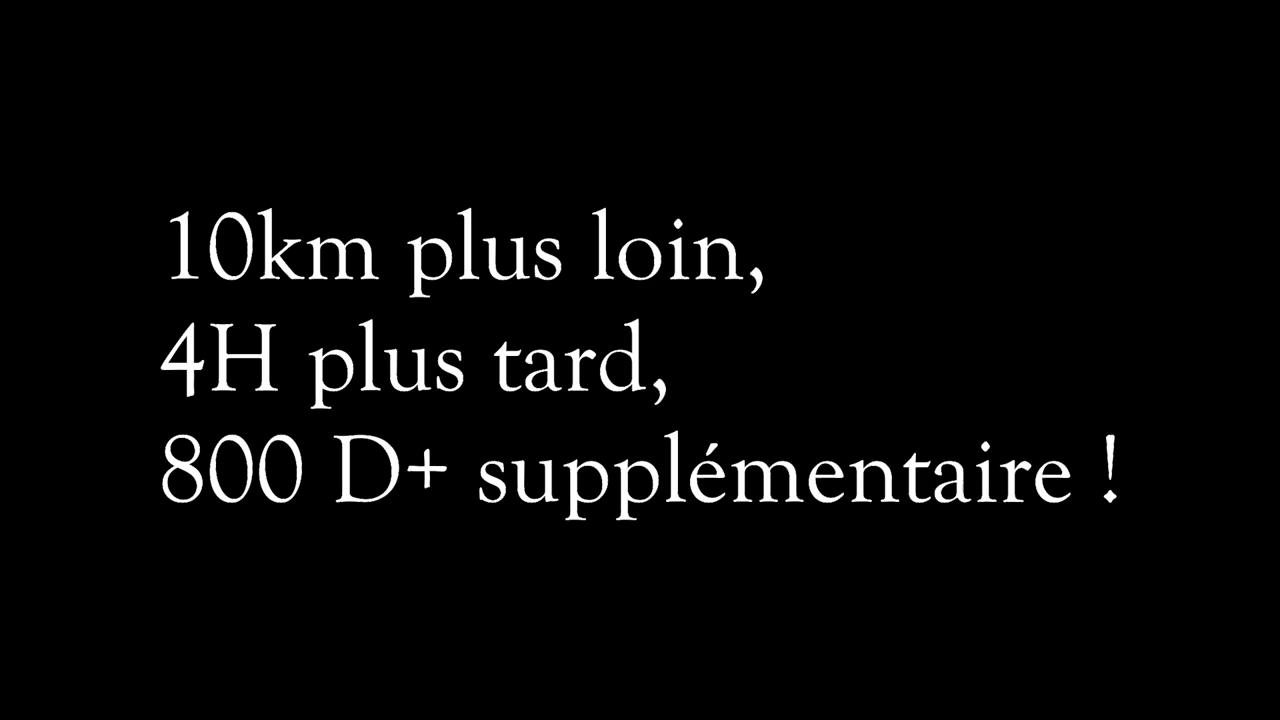 10km plus loin,
4H plus tard,
800 D+ supplémentaire !